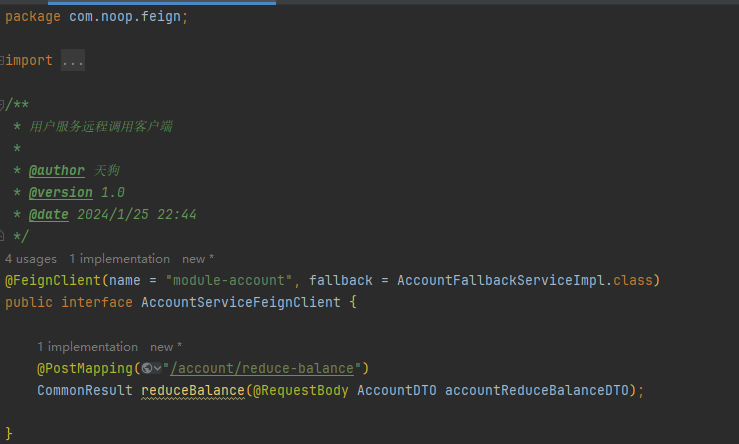 package com.noop.feign;
import ...
/**
 * 用户服务远程调用客户端
 *
 * @author 天狗
 * @version 1.0
 * @date 2024/1/25 22:44
 */
4 usages 1 implementation new *
@FeignClient(name = "module-account", fallback = AccountFallbackServiceImpl.class)
public interface AccountServiceFeignClient {
1 implementation new *
@PostMapping("/account/reduce-balance")
CommonResult reduceBalance(@RequestBody AccountDTO accountReduceBalanceDTO);
}